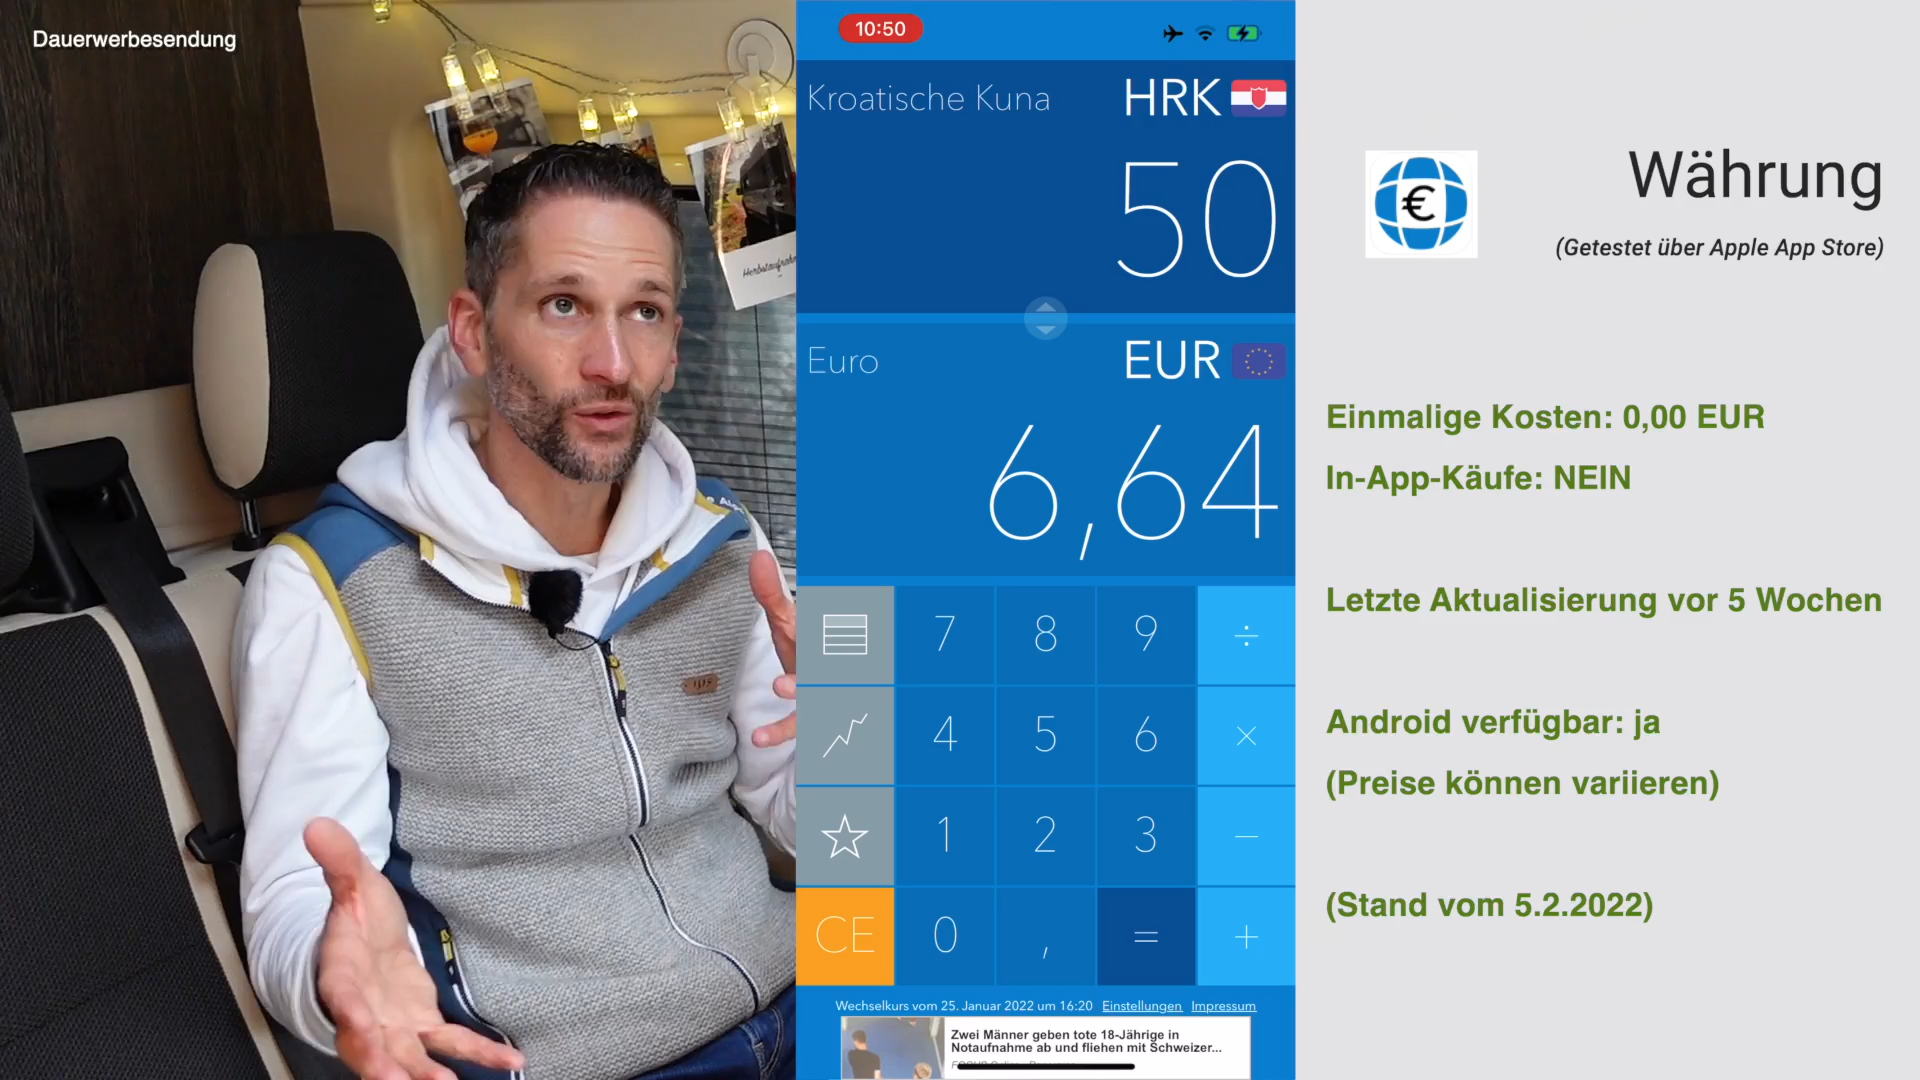 Dauerwerbesendung
10:50
Kroatische Kuna
HRK
50
Euro
EUR
6,64
7 8 9 ÷
4 5 6 ×
1 2 3 −
CE 0 , = +
Wechselkurs vom 25. Januar 2022 um 16:20 Einstellungen Impressum
Zwei Männer geben tote 18-Jährige in
Notaufnahme ab und fliehen mit Schweizer...
€
Währung
(Getestet über Apple App Store)
Einmalige Kosten: 0,00 EUR
In-App-Käufe: NEIN
Letzte Aktualisierung vor 5 Wochen
Android verfügbar: ja
(Preise können variieren)
(Stand vom 5.2.2022)